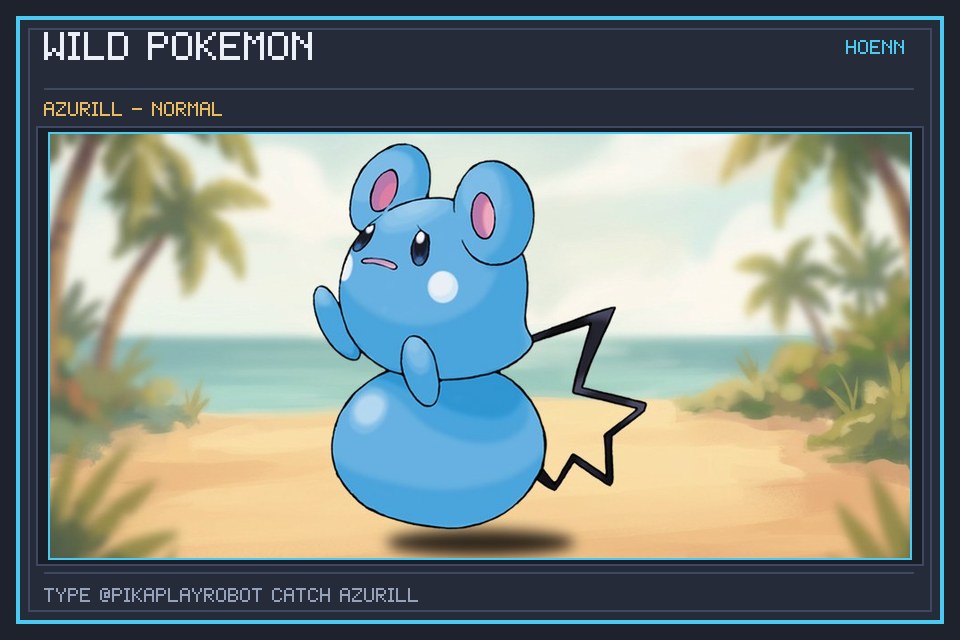 WILD POKEMON
HOENN
AZURILL - NORMAL
TYPE @PIKAPLAYROBOT CATCH AZURILL